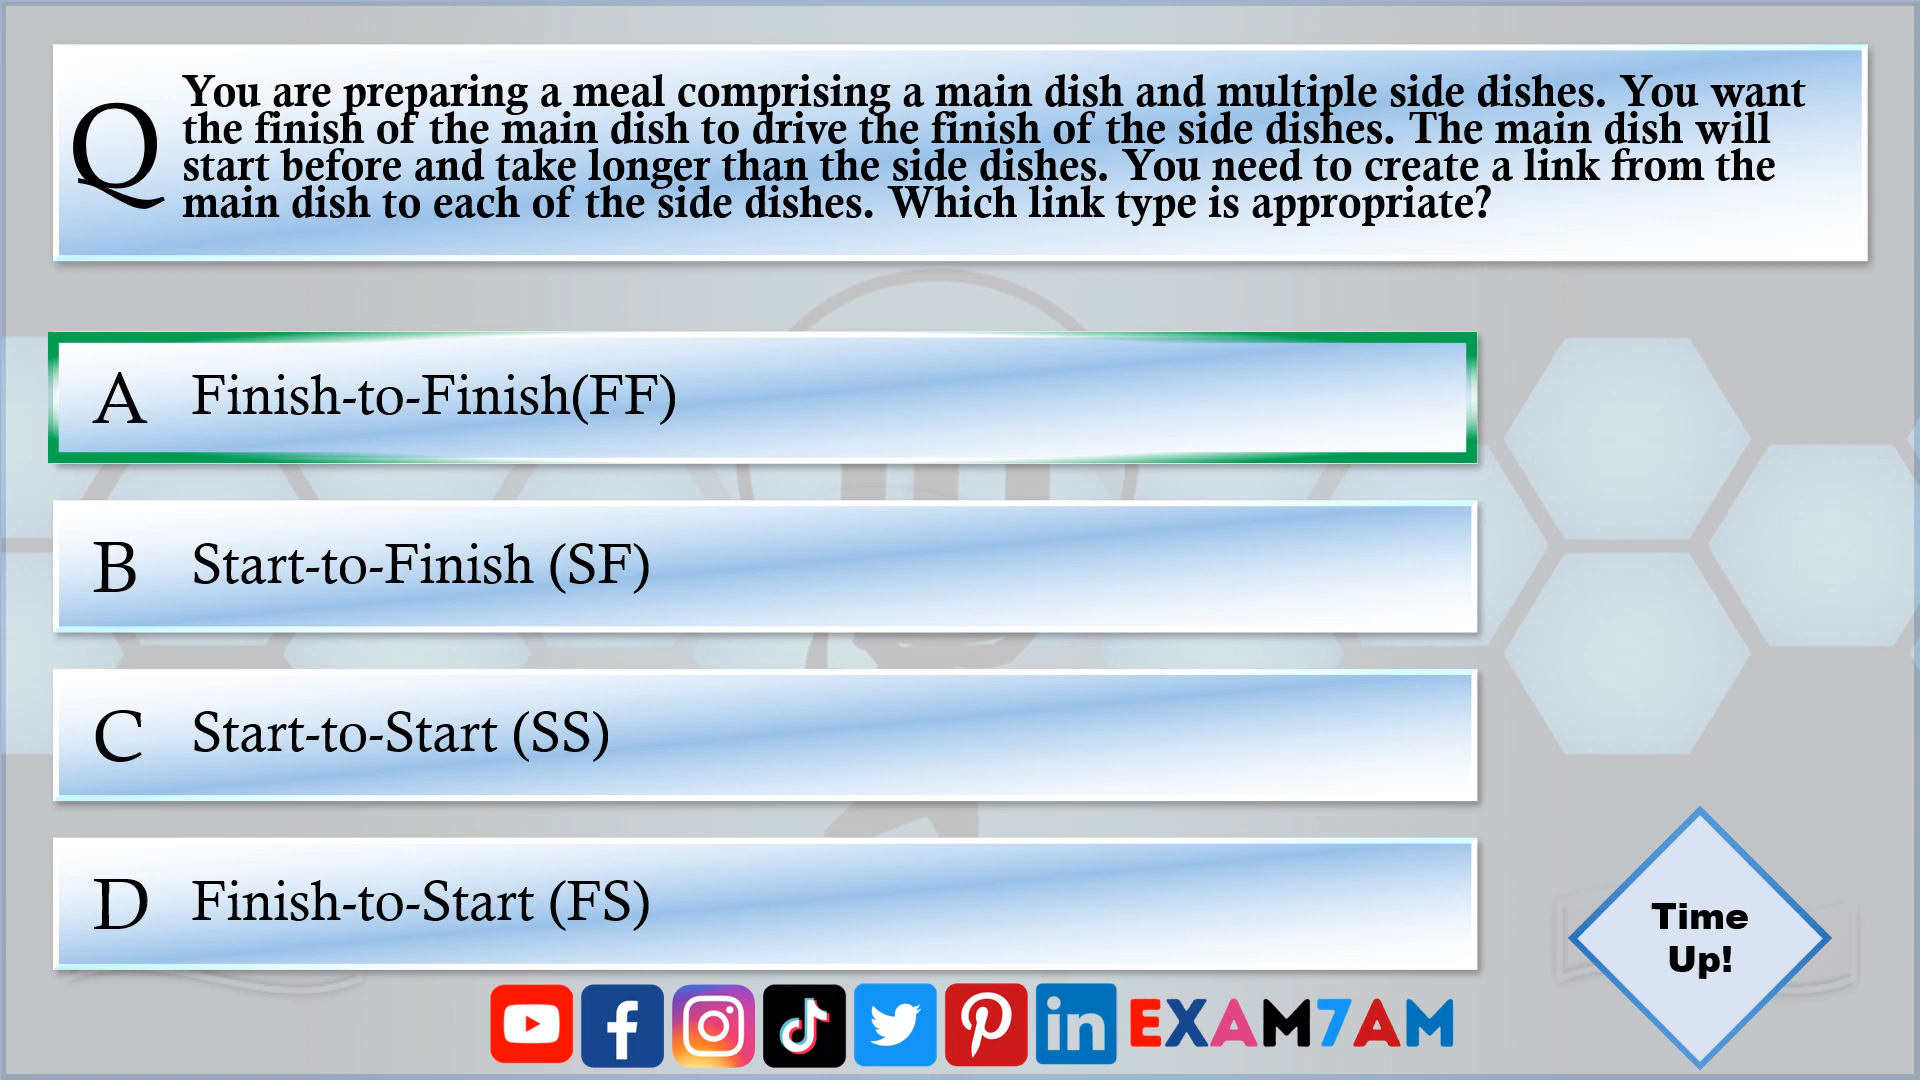 Q
You are preparing a meal comprising a main dish and multiple side dishes. You want
the finish of the main dish to drive the finish of the side dishes. The main dish will
start before and take longer than the side dishes. You need to create a link from the
main dish to each of the side dishes. Which link type is appropriate?
A Finish-to-Finish(FF)
B Start-to-Finish (SF)
C Start-to-Start (SS)
D Finish-to-Start (FS)
Time
Up!
EXAM7AM